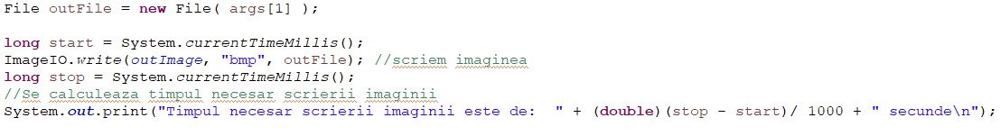 File outFile = new File( args[1] );
long start = System.currentTimeMillis();
ImageIO.write(outImage, "bmp", outFile); //scriem imaginea
long stop = System.currentTimeMillis();
//Se calculeaza timpul necesar scrierii imaginii
System.out.print("Timpul necesar scrierii imaginii este de:  " + (double)(stop - start)/ 1000 + " secunde\n");